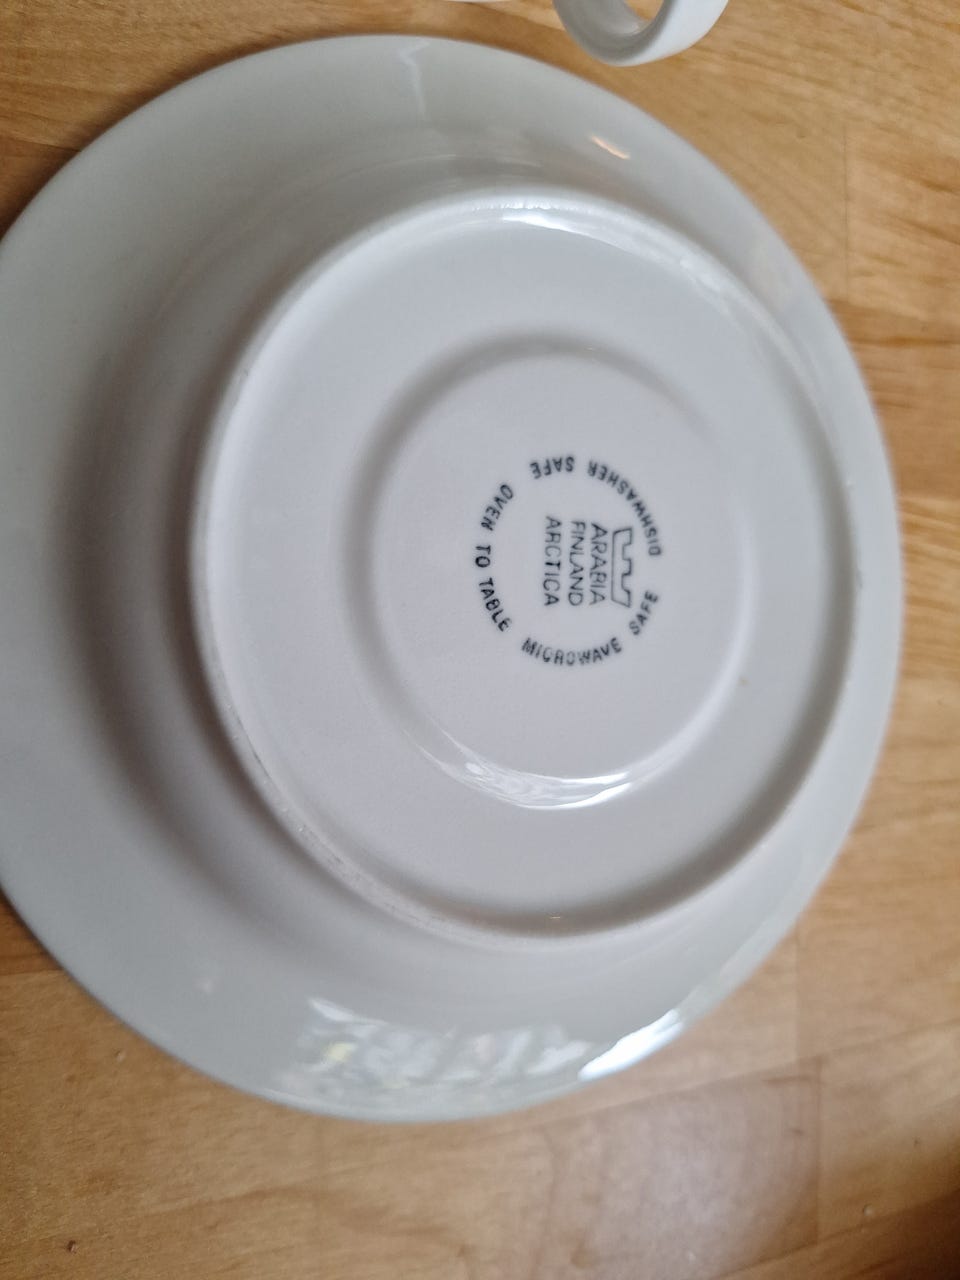 ARABIA
FINLAND
ARCTICA
DISHWASHER SAFE
OVEN TO TABLE
MICROWAVE SAFE